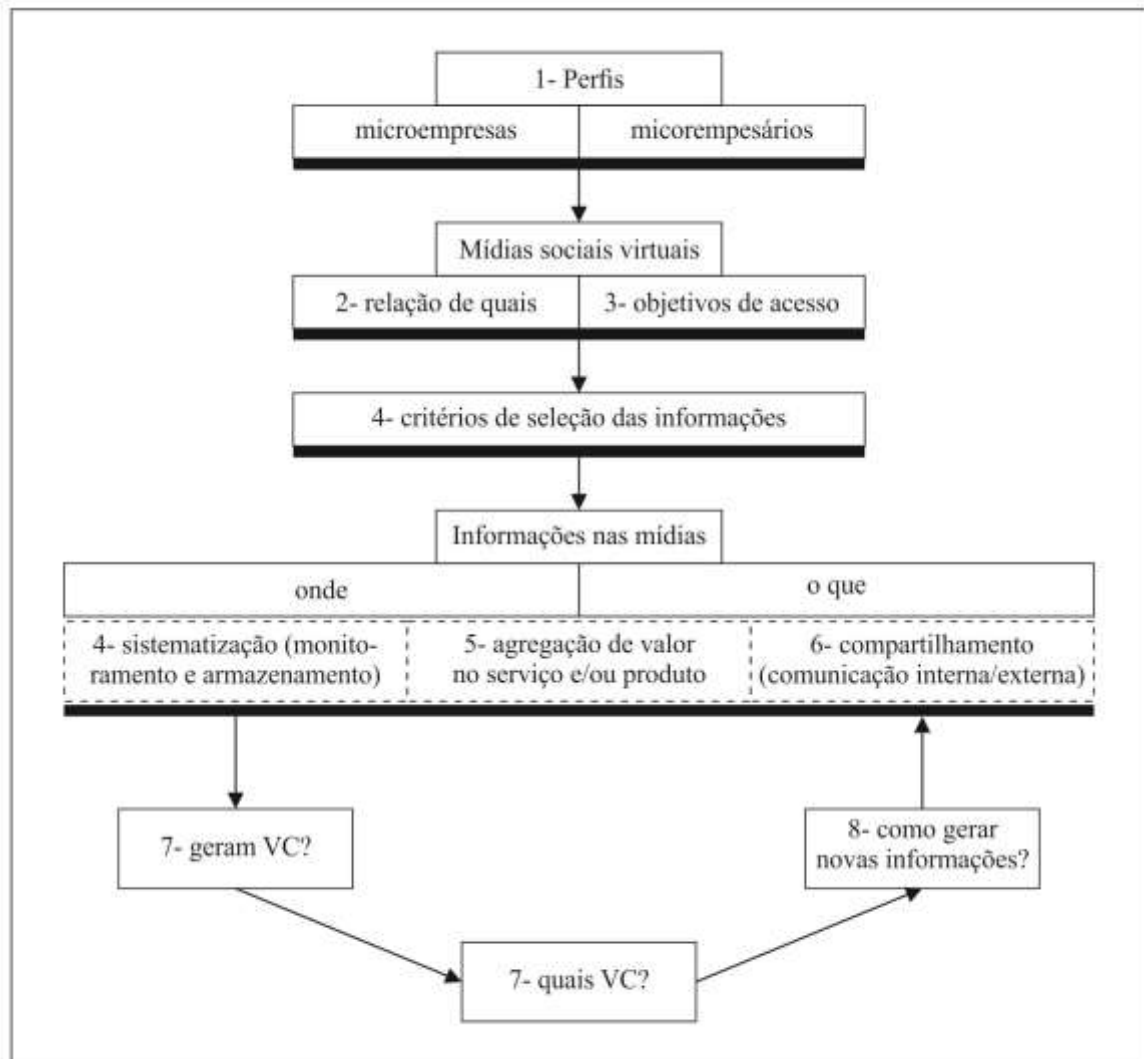 1- Perfis
microempresas
micorempesários
Mídias sociais virtuais
2- relação de quais
3- objetivos de acesso
4- critérios de seleção das informações
Informações nas mídias
onde
o que
4- sistematização (monito-
ramento e armazenamento)
5- agregação de valor
no serviço e/ou produto
6- compartilhamento
(comunicação interna/externa)
7- geram VC?
8- como gerar
novas informações?
7- quais VC?